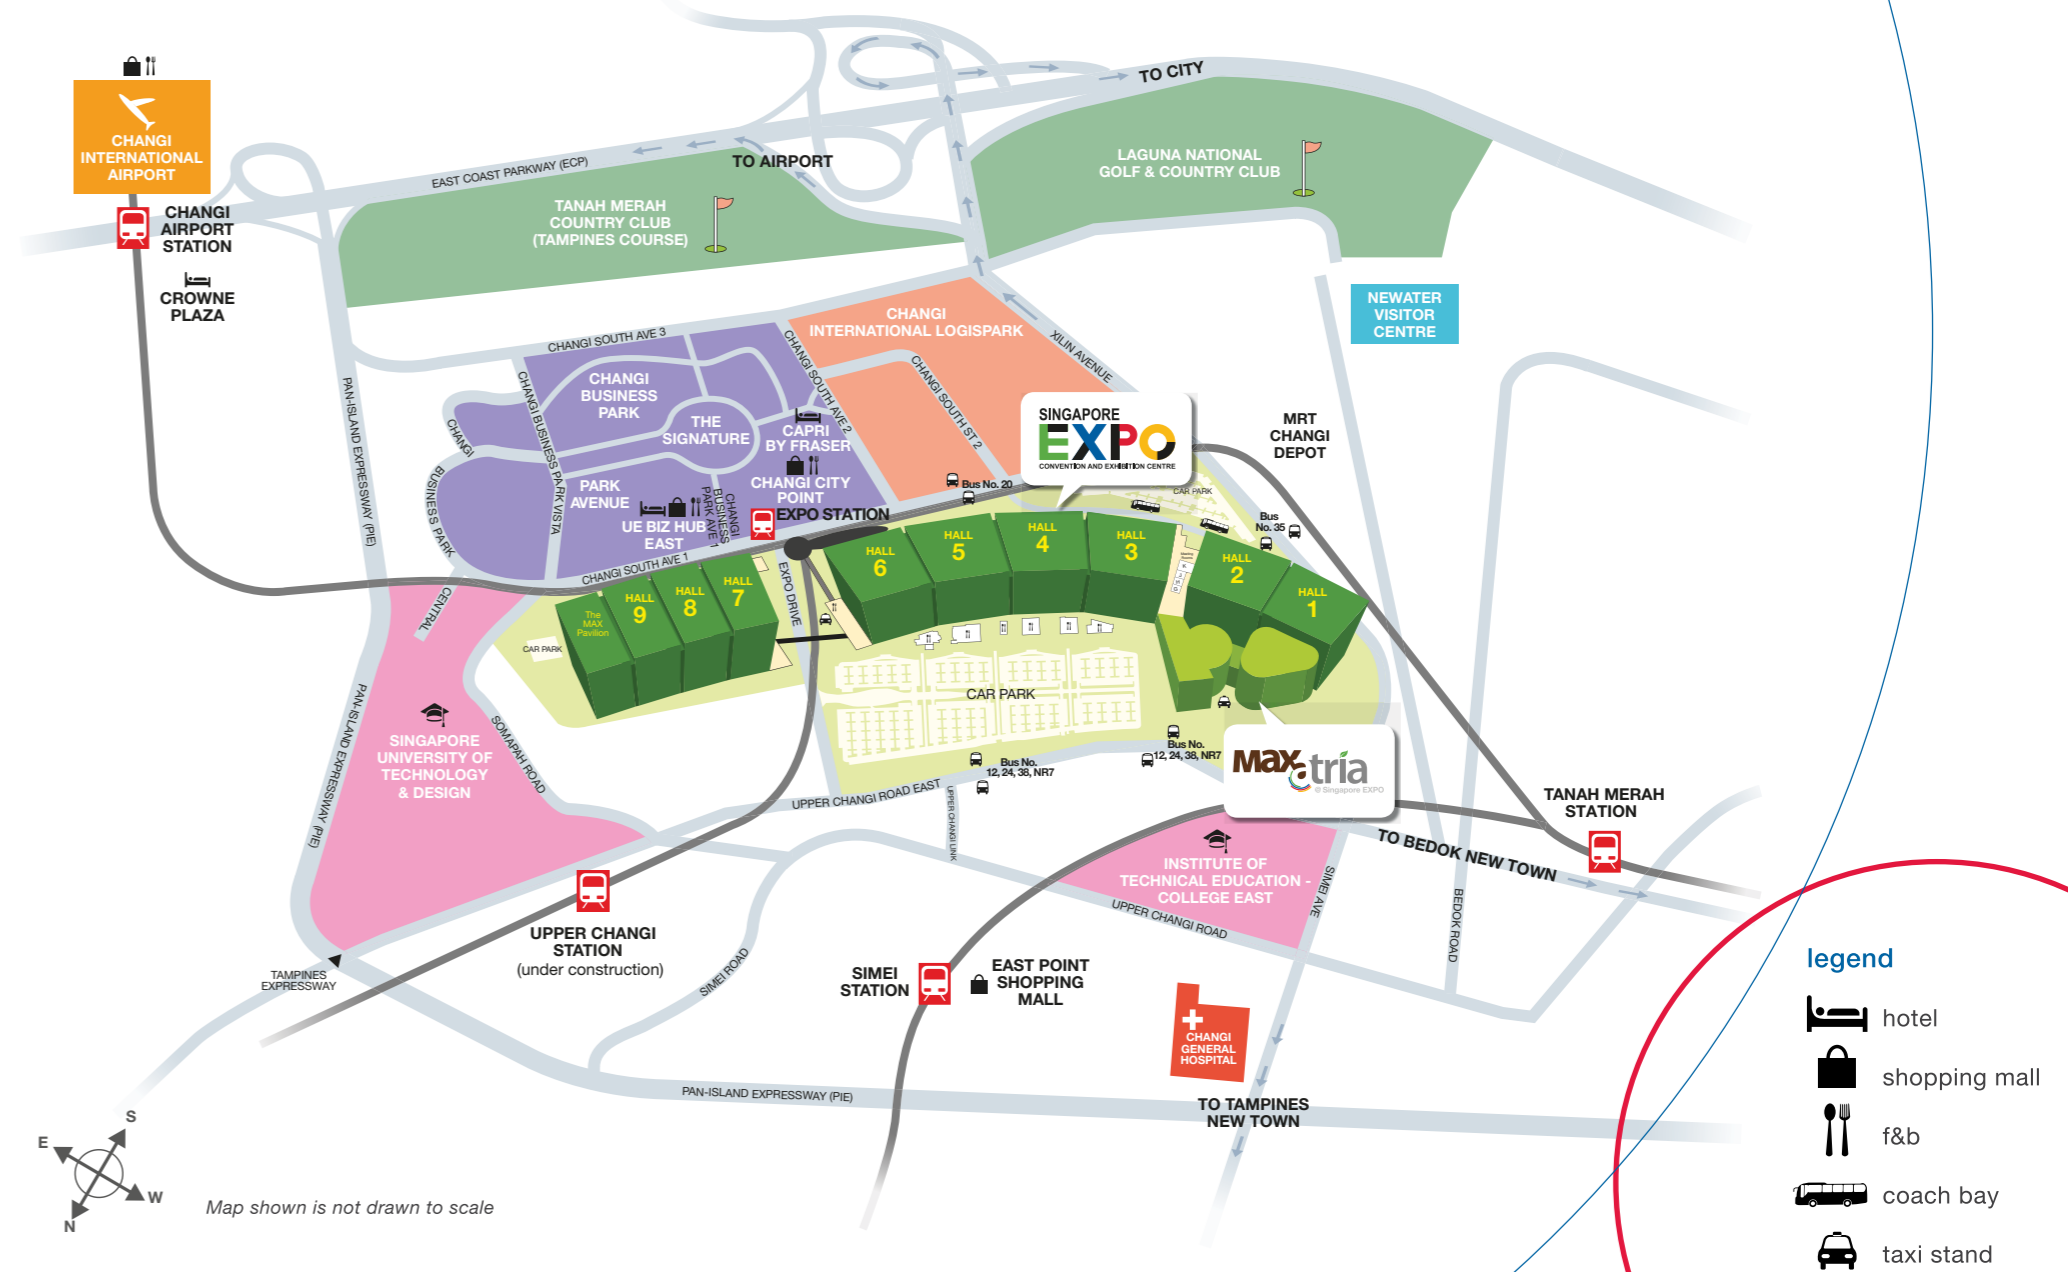 TO CITY
CHANGI
INTERNATIONAL
AIRPORT
EAST COAST PARKWAY (ECP)
TO AIRPORT
LAGUNA NATIONAL
GOLF & COUNTRY CLUB
CHANGI
AIRPORT
STATION
TANAH MERAH
COUNTRY CLUB
(TAMPINES COURSE)
CROWNE
PLAZA
NEWATER
VISITOR
CENTRE
CHANGI
INTERNATIONAL LOGISPARK
CHANGI SOUTH AVE 3
XILIN AVENUE
CHANGI SOUTH AVE 2
CHANGI SOUTH ST 2
PAN-ISLAND EXPRESSWAY (PIE)
CHANGI BUSINESS PARK VISTA
CHANGI
BUSINESS
PARK
THE
SIGNATURE
CAPRI
BY FRASER
CHANGI CITY
POINT
CHANGI
BUSINESS PARK
CENTRAL
PARK
AVENUE
UE BIZ HUB
EAST
CHANGI
BUSINESS
PARK AVE 1
EXPO STATION
CHANGI SOUTH AVE 1
SINGAPORE
EXPO
CONVENTION AND EXHIBITION CENTRE
MRT
CHANGI
DEPOT
Bus No. 20
CAR PARK
Bus
No. 35
HALL
6
HALL
5
HALL
4
HALL
3
HALL
2
HALL
1
The
MAX
Pavilion
HALL
9
HALL
8
HALL
7
EXPO DRIVE
CAR PARK
CAR PARK
SOMAPAH ROAD
PAN-ISLAND EXPRESSWAY (PIE)
SINGAPORE
UNIVERSITY OF
TECHNOLOGY
& DESIGN
Bus No.
12, 24, 38, NR7
Bus No.
12, 24, 38, NR7
MAX atria
@ Singapore EXPO
UPPER CHANGI ROAD EAST
UPPER CHANGI LINK
TANAH MERAH
STATION
TO BEDOK NEW TOWN
INSTITUTE OF
TECHNICAL EDUCATION -
COLLEGE EAST
SIMEI AVE
UPPER CHANGI ROAD
BEDOK ROAD
UPPER CHANGI
STATION
(under construction)
TAMPINES
EXPRESSWAY
SIMEI ROAD
SIMEI
STATION
EAST POINT
SHOPPING
MALL
CHANGI
GENERAL
HOSPITAL
PAN-ISLAND EXPRESSWAY (PIE)
TO TAMPINES
NEW TOWN
S
E
W
N
Map shown is not drawn to scale
legend
hotel
shopping mall
f&b
coach bay
taxi stand